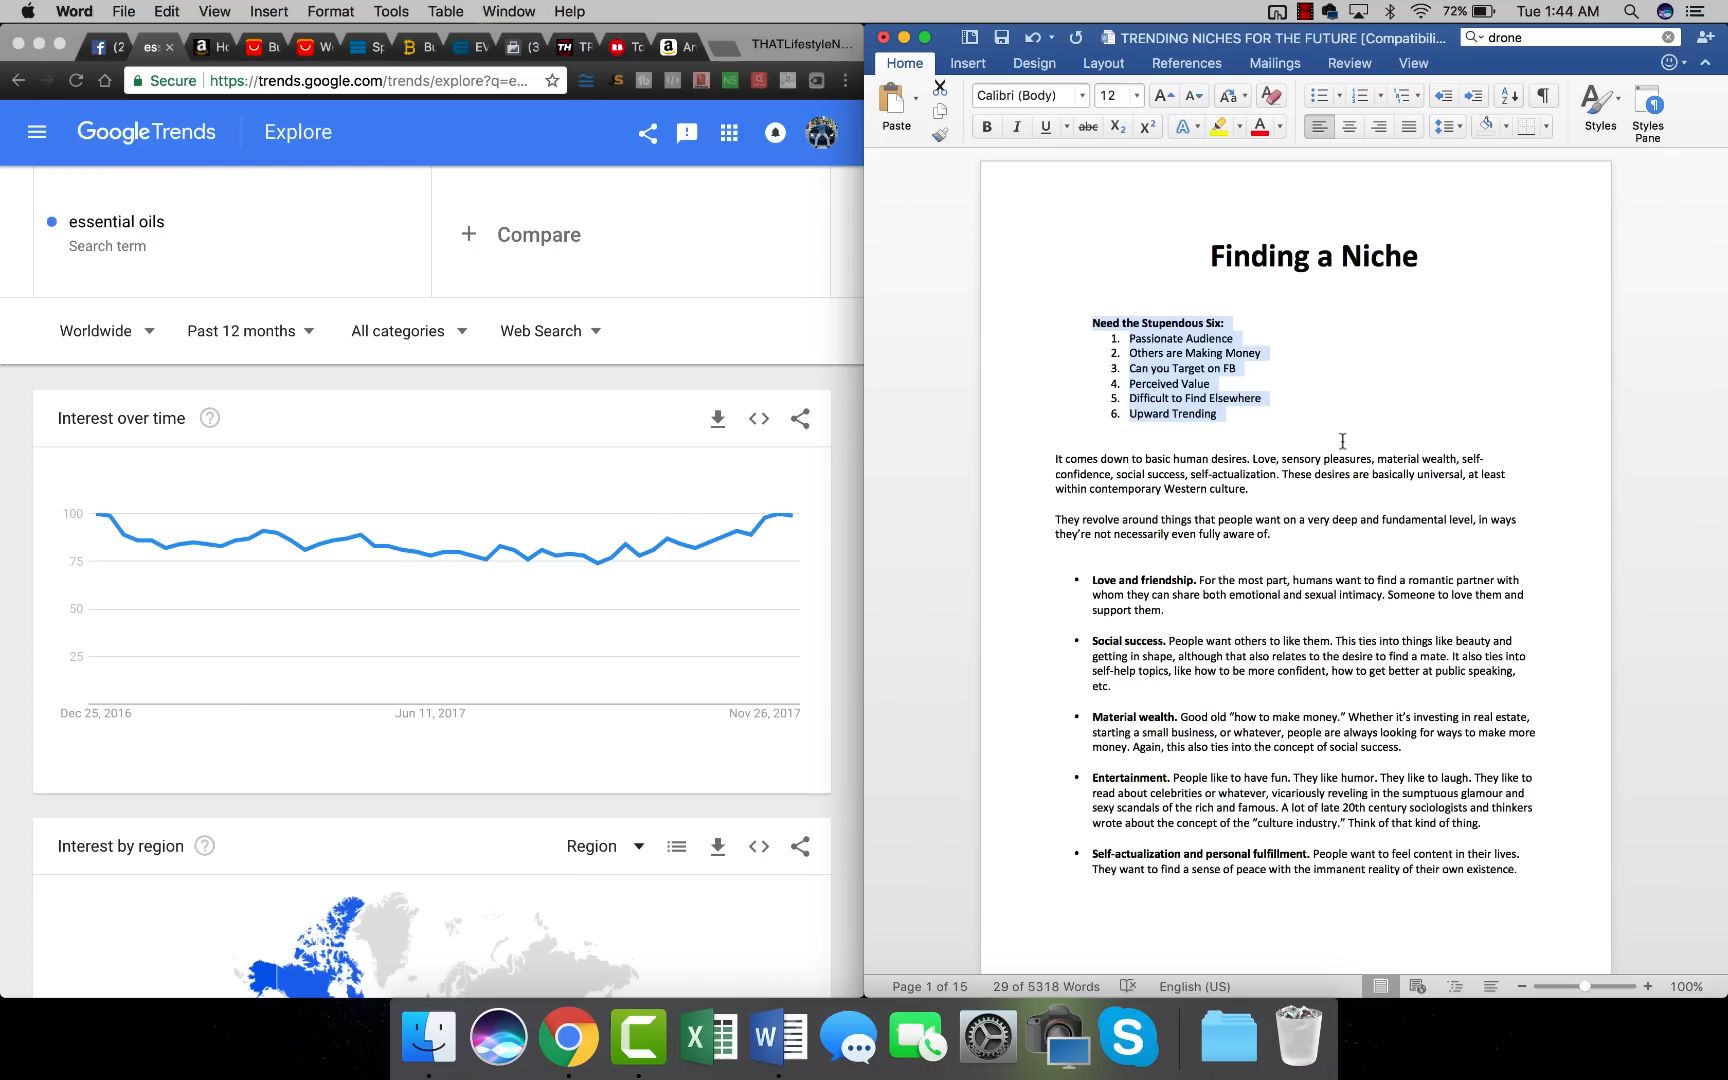 Word File Edit View Insert Format Tools Table Window Help
72% Tue 1:44 AM
(2
es:
Ho
Bu
W
Sp
Bu
EV
(3
TF
To
Ar
THATLifestyleN...
Secure
https://trends.google.com/trends/explore?q=e...
Google Trends
Explore
essential oils
Search term
+ Compare
Worldwide
Past 12 months
All categories
Web Search
Interest over time
100
75
50
25
Dec 25, 2016
Jun 11, 2017
Nov 26, 2017
Interest by region
Region
TRENDING NICHES FOR THE FUTURE [Compatibili...
drone
Home Insert Design Layout References Mailings Review View
Paste
Calibri (Body)
12
Styles
Styles
Pane
Finding a Niche
Need the Stupendous Six:
1. Passionate Audience
2. Others are Making Money
3. Can you Target on FB
4. Perceived Value
5. Difficult to Find Elsewhere
6. Upward Trending
It comes down to basic human desires. Love, sensory pleasures, material wealth, self-
confidence, social success, self-actualization. These desires are basically universal, at least
within contemporary Western culture.
They revolve around things that people want on a very deep and fundamental level, in ways
they’re not necessarily even fully aware of.
• Love and friendship. For the most part, humans want to find a romantic partner with
whom they can share both emotional and sexual intimacy. Someone to love them and
support them.
• Social success. People want others to like them. This ties into things like beauty and
getting in shape, although that also relates to the desire to find a mate. It also ties into
self-help topics, like how to be more confident, how to get better at public speaking,
etc.
• Material wealth. Good old “how to make money.” Whether it’s investing in real estate,
starting a small business, or whatever, people are always looking for ways to make more
money. Again, this also ties into the concept of social success.
• Entertainment. People like to have fun. They like humor. They like to laugh. They like to
read about celebrities or whatever, vicariously reveling in the sumptuous glamour and
sexy scandals of the rich and famous. A lot of late 20th century sociologists and thinkers
wrote about the concept of the “culture industry.” Think of that kind of thing.
• Self-actualization and personal fulfillment. People want to feel content in their lives.
They want to find a sense of peace with the immanent reality of their own existence.
Page 1 of 15
29 of 5318 Words
English (US)
100%